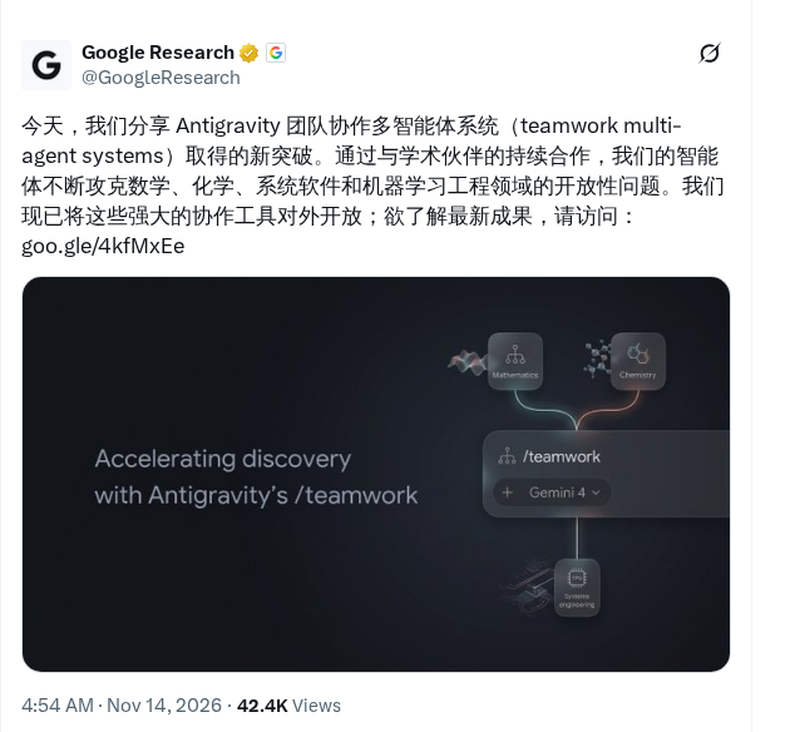 Google Research
@GoogleResearch
今天，我们分享 Antigravity 团队协作多智能体系统（teamwork multi-
agent systems）取得的新突破。通过与学术伙伴的持续合作，我们的智能
体不断攻克数学、化学、系统软件和机器学习工程领域的开放性问题。我们
现已将这些强大的协作工具对外开放；欲了解最新成果，请访问：
goo.gle/4kfMxEe
Mathematics
Chemistry
Accelerating discovery
with Antigravity’s /teamwork
/teamwork
+ Gemini 4
TPU
Systems
engineering
4:54 AM · Nov 14, 2026 · 42.4K Views